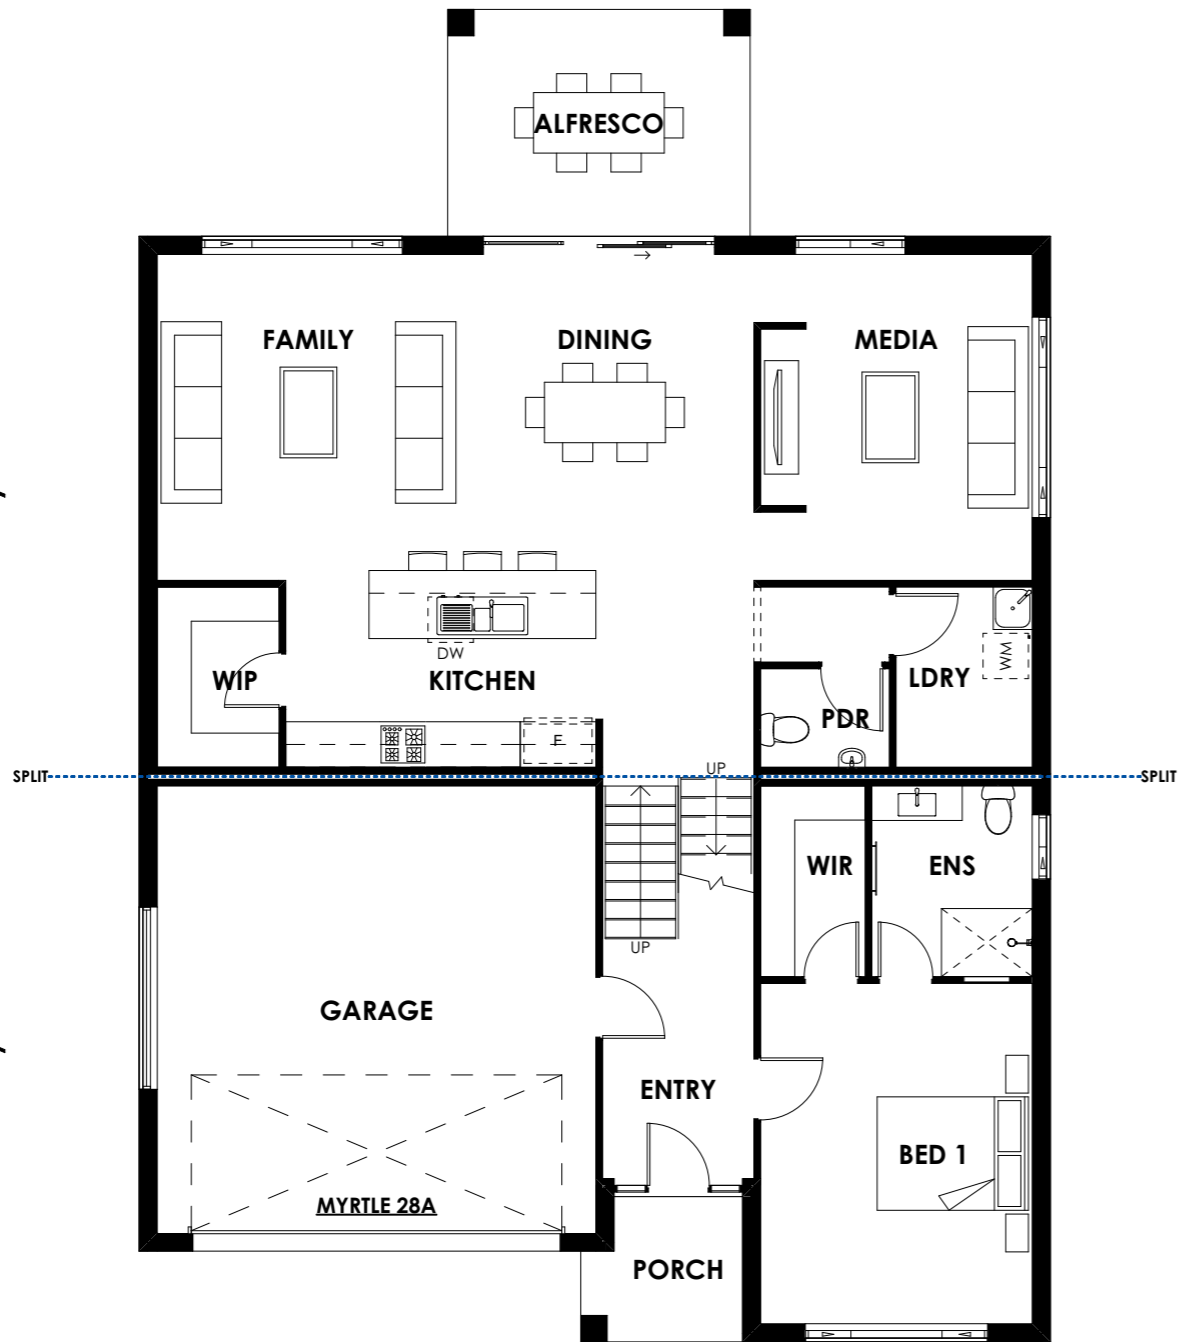 ALFRESCO
FAMILY
DINING
MEDIA
DW
WIP
KITCHEN
LDRY
WM
PDR
F
SPLIT
UP
SPLIT
WIR
ENS
UP
GARAGE
ENTRY
BED 1
MYRTLE 28A
PORCH